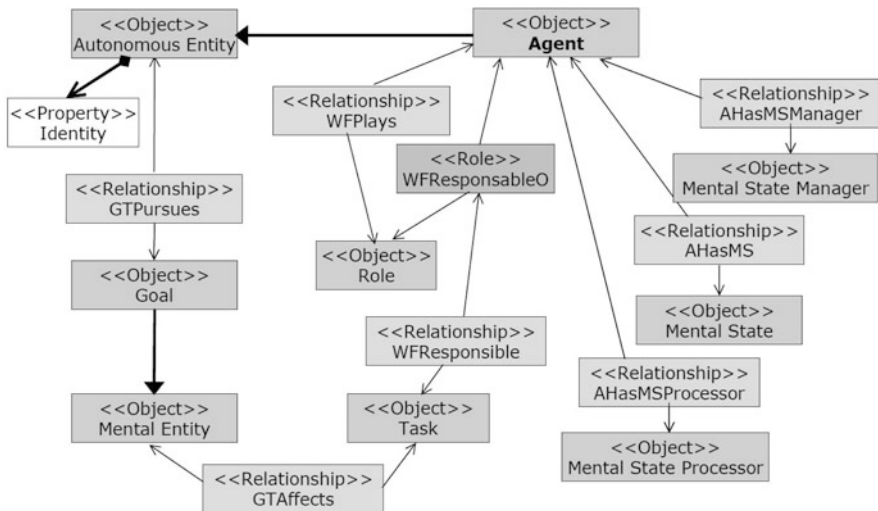 <<Object>>
Autonomous Entity
<<Object>>
Agent
<<Property>>
Identity
<<Relationship>>
WFPlays
<<Relationship>>
AHasMSManager
<<Role>>
WFResponsableO
<<Object>>
Mental State Manager
<<Relationship>>
GTPursues
<<Relationship>>
AHasMS
<<Object>>
Role
<<Object>>
Goal
<<Object>>
Mental State
<<Relationship>>
WFResponsible
<<Relationship>>
AHasMSProcessor
<<Object>>
Mental Entity
<<Object>>
Task
<<Object>>
Mental State Processor
<<Relationship>>
GTAffects